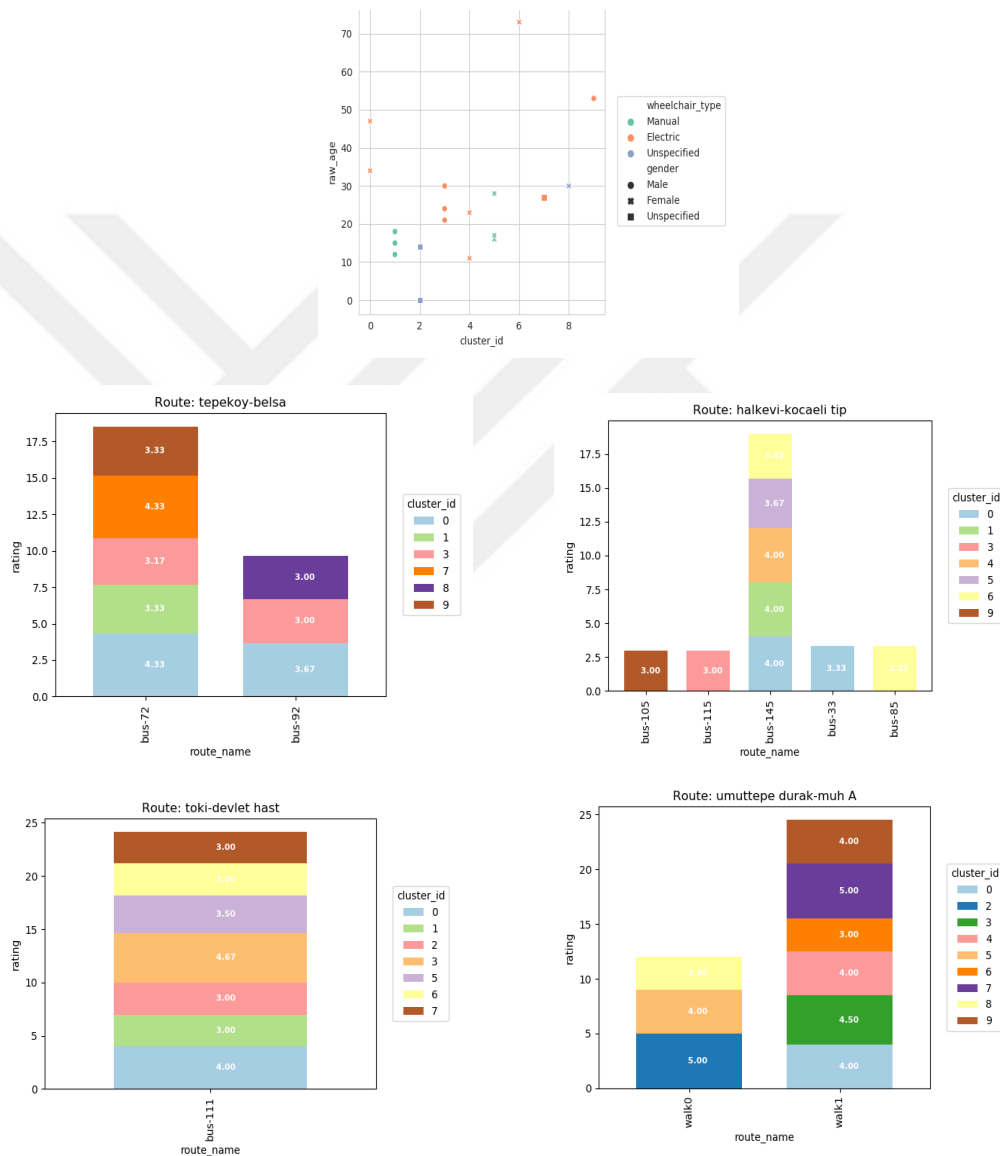 70
60
50
40
30
20
10
0
raw_age
0 2 4 6 8
cluster_id
wheelchair_type
Manual
Electric
Unspecified
gender
Male
Female
Unspecified
Route: tepekoy-belsa
17.5
15.0
12.5
10.0
7.5
5.0
2.5
0.0
rating
3.33
4.33
3.17
3.33
4.33
3.00
3.00
3.67
bus-72
bus-92
route_name
cluster_id
0
1
3
7
8
9
Route: halkevi-kocaeli tip
17.5
15.0
12.5
10.0
7.5
5.0
2.5
0.0
rating
3.00
3.00
3.33
3.67
4.00
4.00
4.00
3.33
3.33
bus-105
bus-115
bus-145
bus-33
bus-85
route_name
cluster_id
0
1
3
4
5
6
9
Route: toki-devlet hast
25
20
15
10
5
0
rating
3.00
3.00
3.50
4.67
3.00
3.00
4.00
bus-111
route_name
cluster_id
0
1
2
3
5
6
7
Route: umuttepe durak-muh A
25
20
15
10
5
0
rating
3.00
4.00
5.00
4.00
5.00
3.00
4.00
4.50
4.00
walk0
walk1
route_name
cluster_id
0
2
3
4
5
6
7
8
9